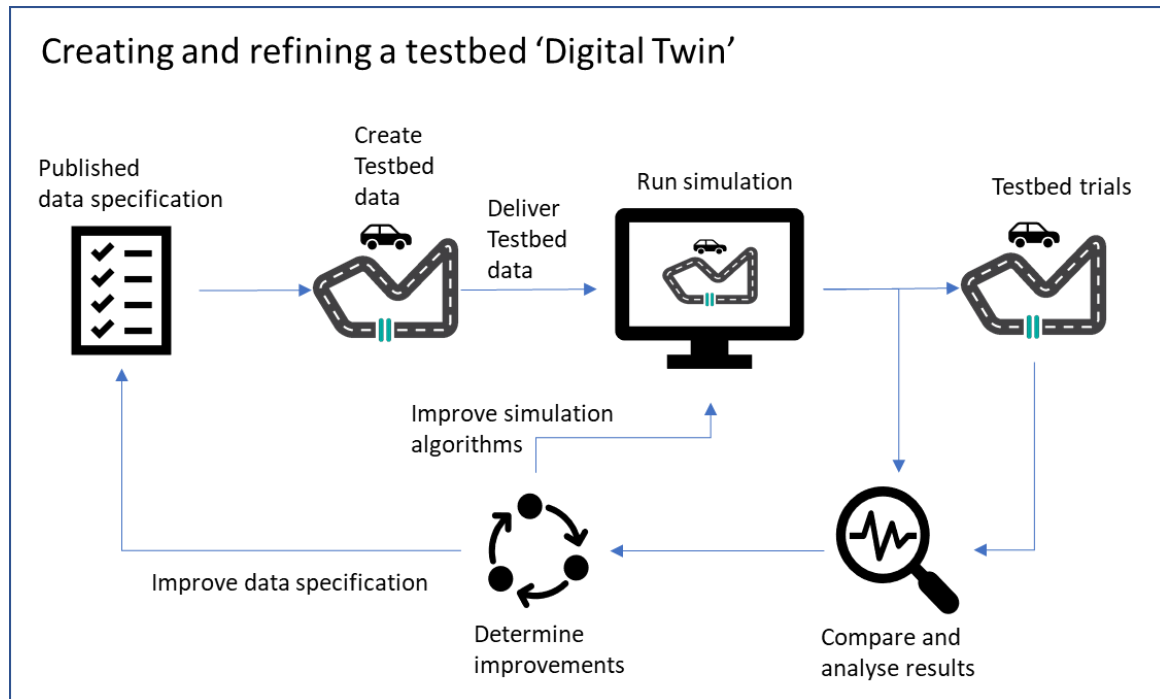 Creating and refining a testbed ‘Digital Twin’
Published
data specification
Create
Testbed
data
Deliver
Testbed
data
Run simulation
Testbed trials
Improve simulation
algorithms
Improve data specification
Determine
improvements
Compare and
analyse results